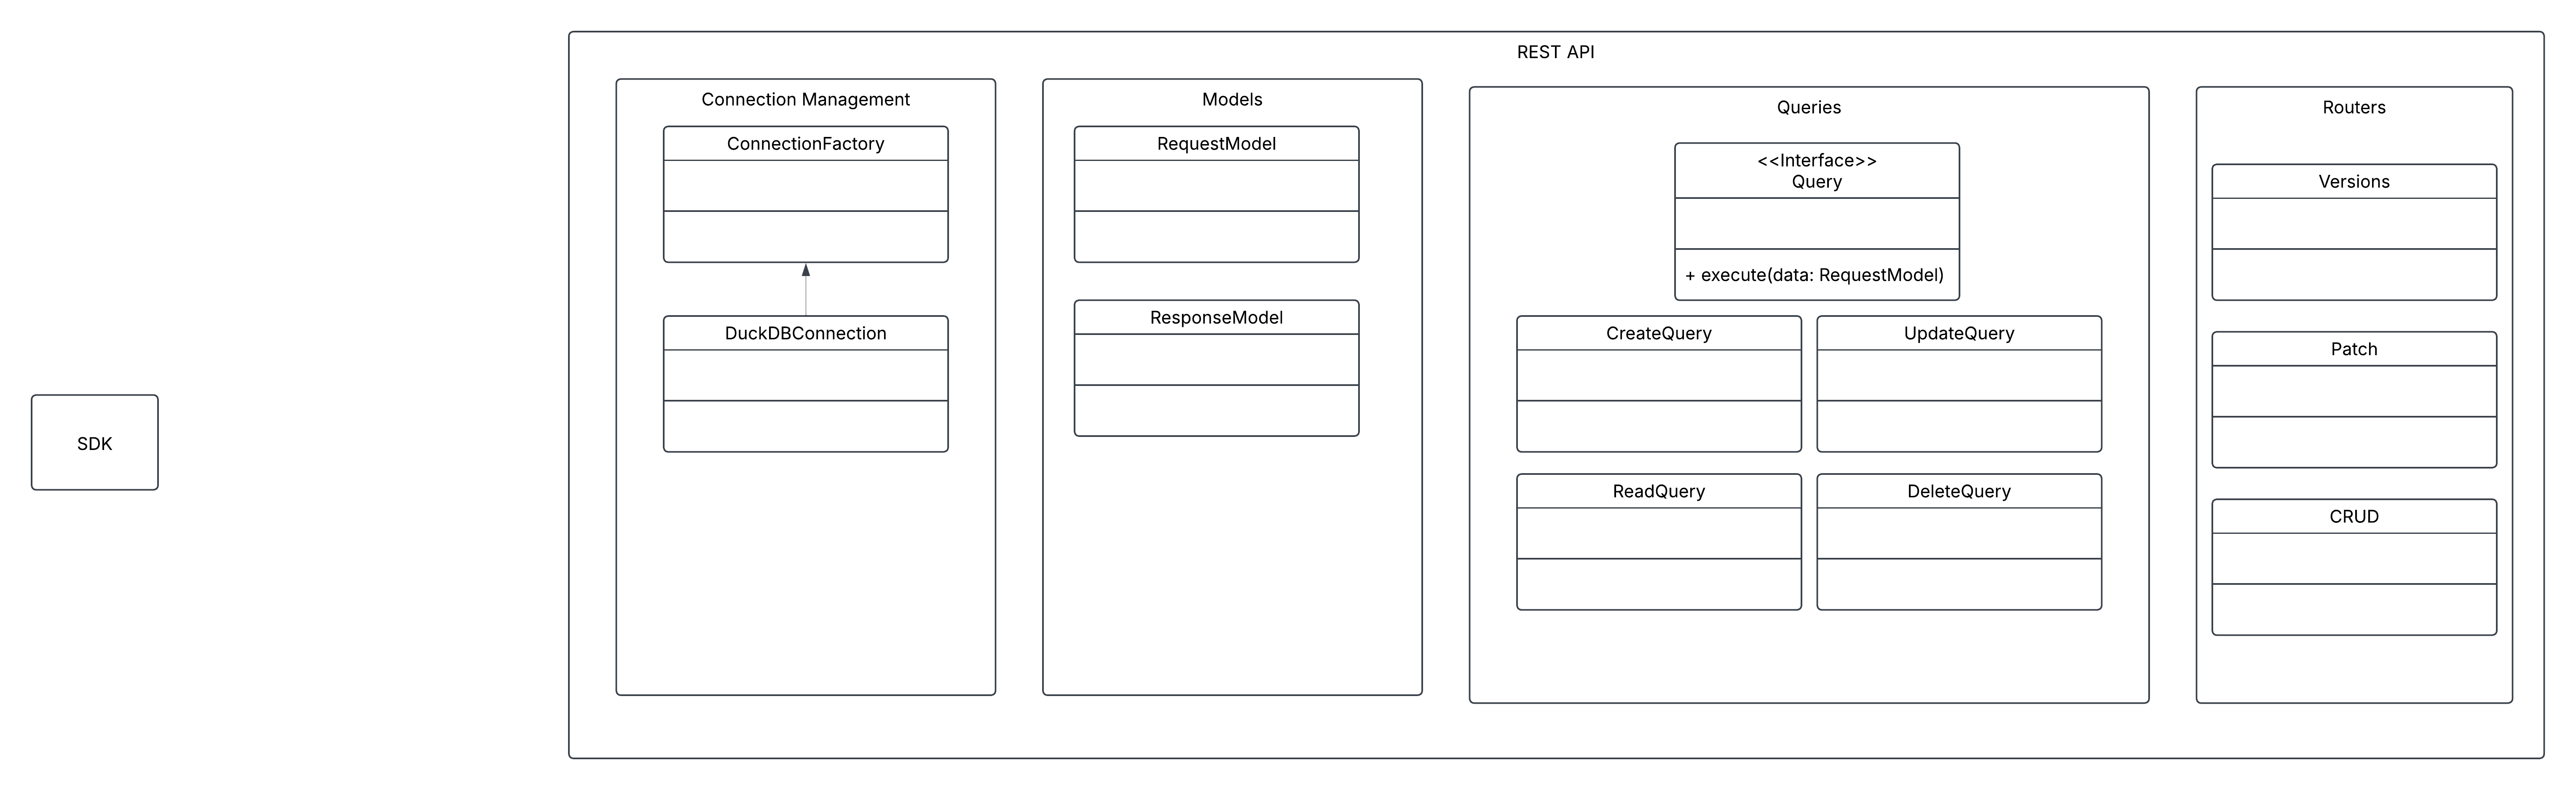 REST API
Connection Management
ConnectionFactory
DuckDBConnection
Models
RequestModel
ResponseModel
Queries
<<Interface>>
Query
+ execute(data: RequestModel)
CreateQuery
UpdateQuery
ReadQuery
DeleteQuery
Routers
Versions
Patch
CRUD
SDK